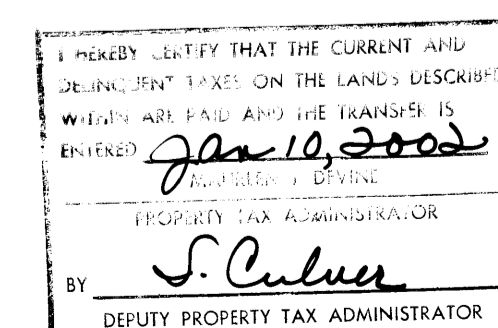 I HEREBY CERTIFY THAT THE CURRENT AND
DELINQUENT TAXES ON THE LANDS DESCRIBED
WITHIN ARE PAID AND THE TRANSFER IS
ENTERED Jan 10, 2002
MAUREEN J. DEVINE
PROPERTY TAX ADMINISTRATOR
BY S. Culver
DEPUTY PROPERTY TAX ADMINISTRATOR